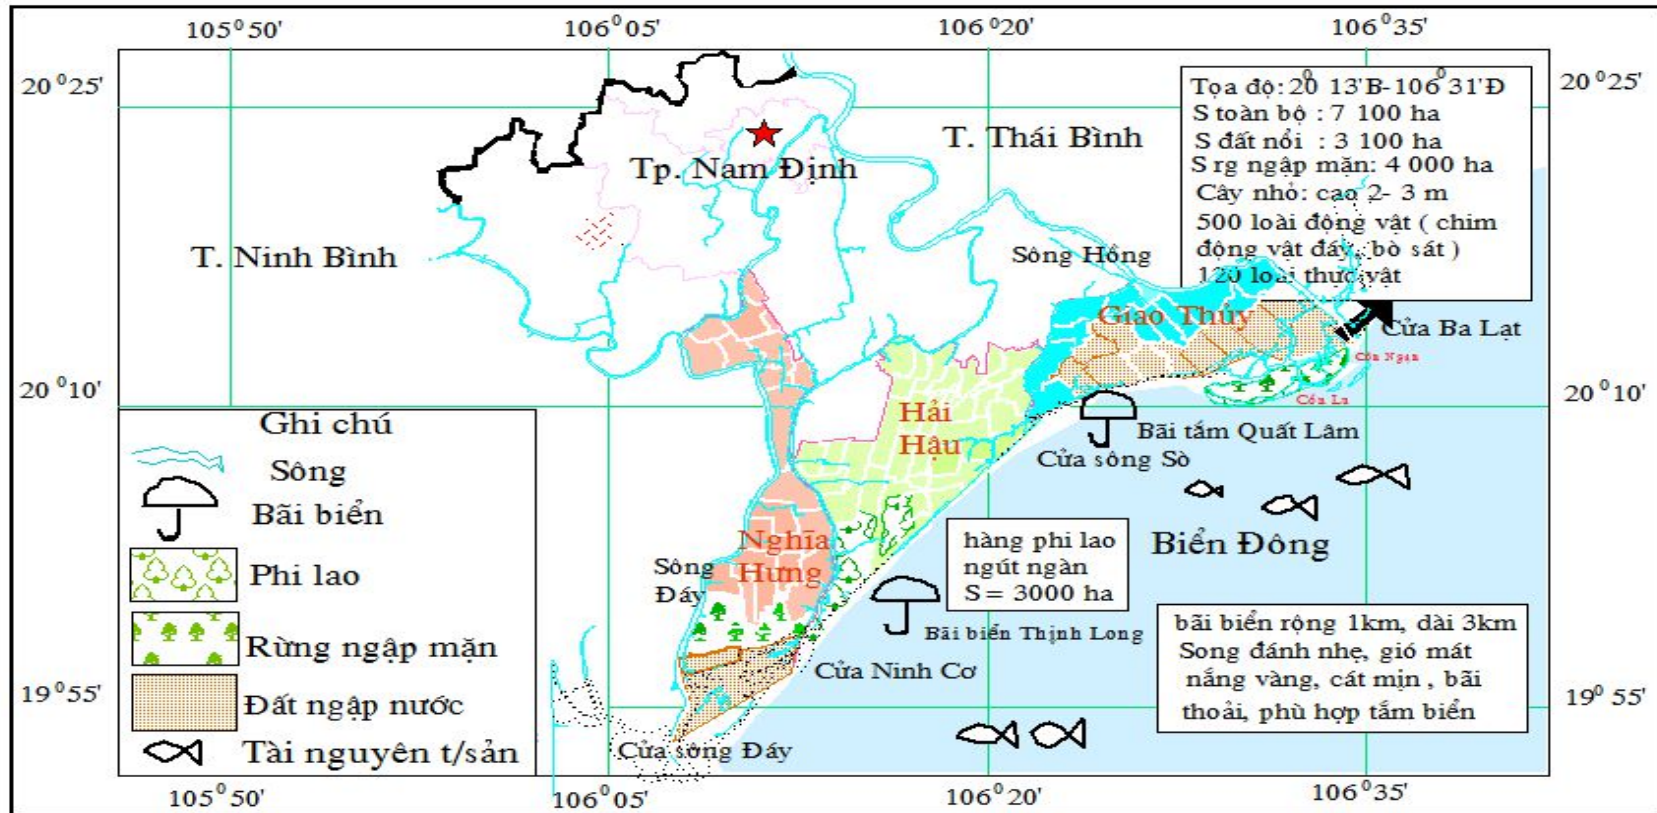 105⁰50'
106⁰05'
106⁰20'
106⁰35'
20⁰25'
20⁰25'
Tọa độ: 20⁰ 13'B-106⁰31'Đ
S toàn bộ : 7 100 ha
S đất nổi : 3 100 ha
S rg ngập mặn: 4 000 ha
Cây nhỏ: cao 2- 3 m
500 loài động vật ( chim
động vật đáy, bò sát )
120 loài thực vật
T. Thái Bình
Tp. Nam Định
T. Ninh Bình
Sông Hồng
Giao Thủy
Cửa Ba Lạt
Cồn Ngạn
Cồn Lu
20⁰10'
20⁰10'
Hải
Hậu
Bãi tắm Quất Lâm
Cửa sông Sò
Ghi chú
Sông
Bãi biển
Phi lao
Rừng ngập mặn
Đất ngập nước
Tài nguyên t/sản
Nghĩa
Hưng
Sông
Đáy
hàng phi lao
ngút ngàn
S = 3000 ha
Biển Đông
Bãi biển Thịnh Long
Cửa Ninh Cơ
bãi biển rộng 1km, dài 3km
Song đánh nhẹ, gió mát
nắng vàng, cát mịn , bãi
thoải, phù hợp tắm biển
19⁰55'
19⁰ 55'
Cửa sông Đáy
105⁰50'
106⁰05'
106⁰20'
106⁰35'